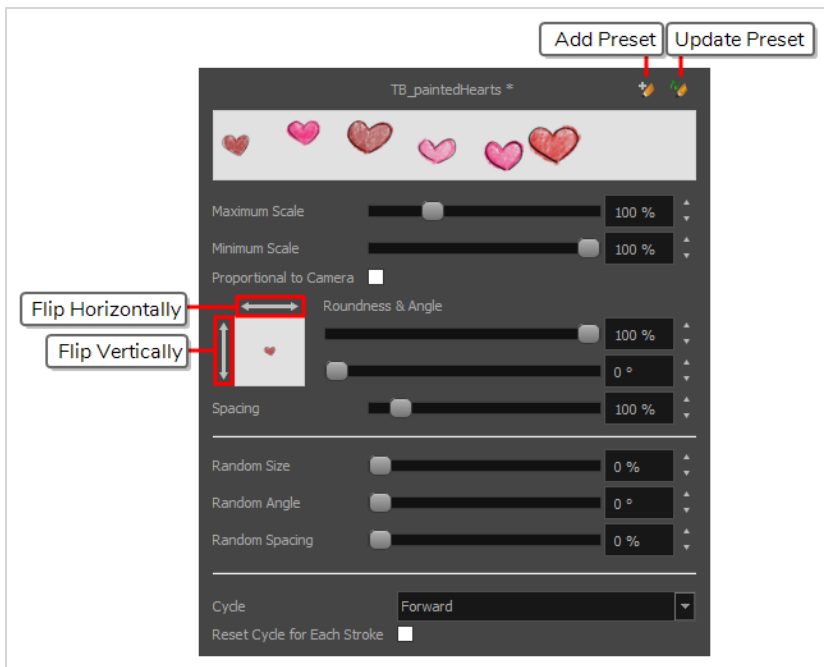 Add Preset Update Preset
TB_paintedHearts *
Maximum Scale 100 %
Minimum Scale 100 %
Proportional to Camera
Flip Horizontally Roundness & Angle
100 %
Flip Vertically
0 °
Spacing 100 %
Random Size 0 %
Random Angle 0 °
Random Spacing 0 %
Cycle Forward
Reset Cycle for Each Stroke